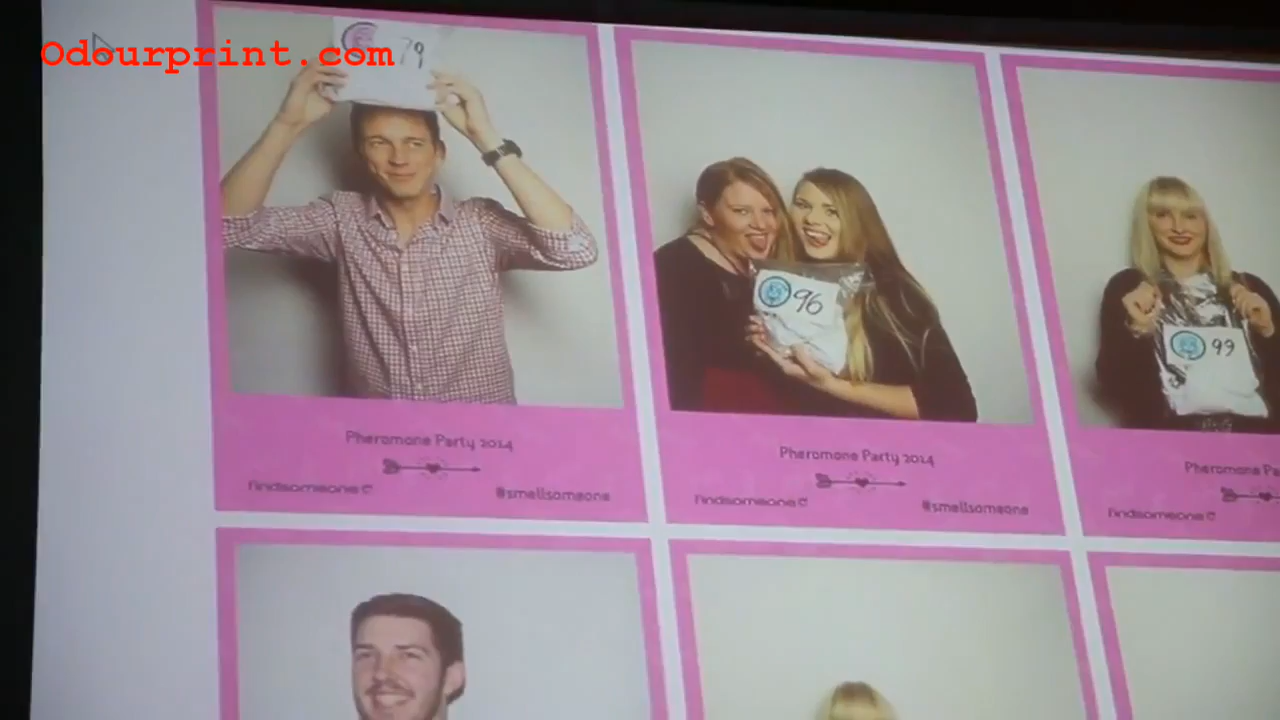 Odourprint.com
79
96
99
Pheromone Party 2014
findsomeone
#smellsomeone
Pheromone Party 2014
findsomeone
#smellsomeone
Pheromone Pa
findsomeone